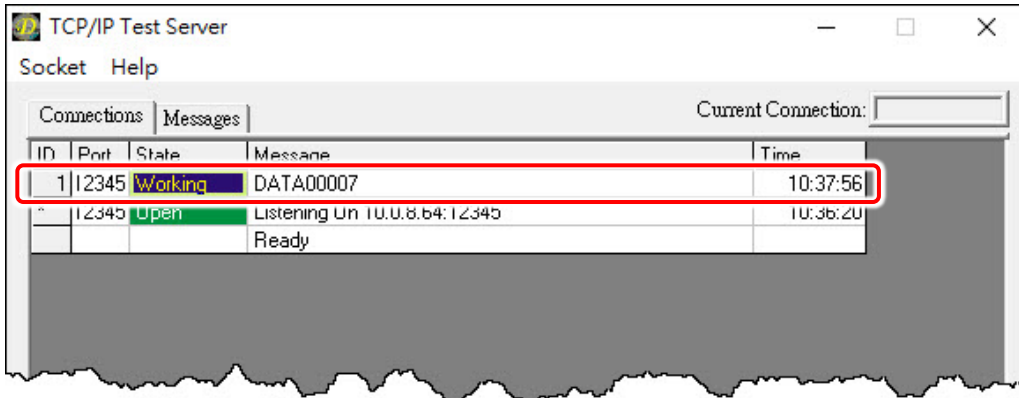 TCP/IP Test Server
Socket Help
Connections Messages Current Connection:
ID Port State Message Time
1 12345 Working DATA00007 10:37:56
* 12345 Open Listening On 10.0.8.64:12345 10:36:20
Ready